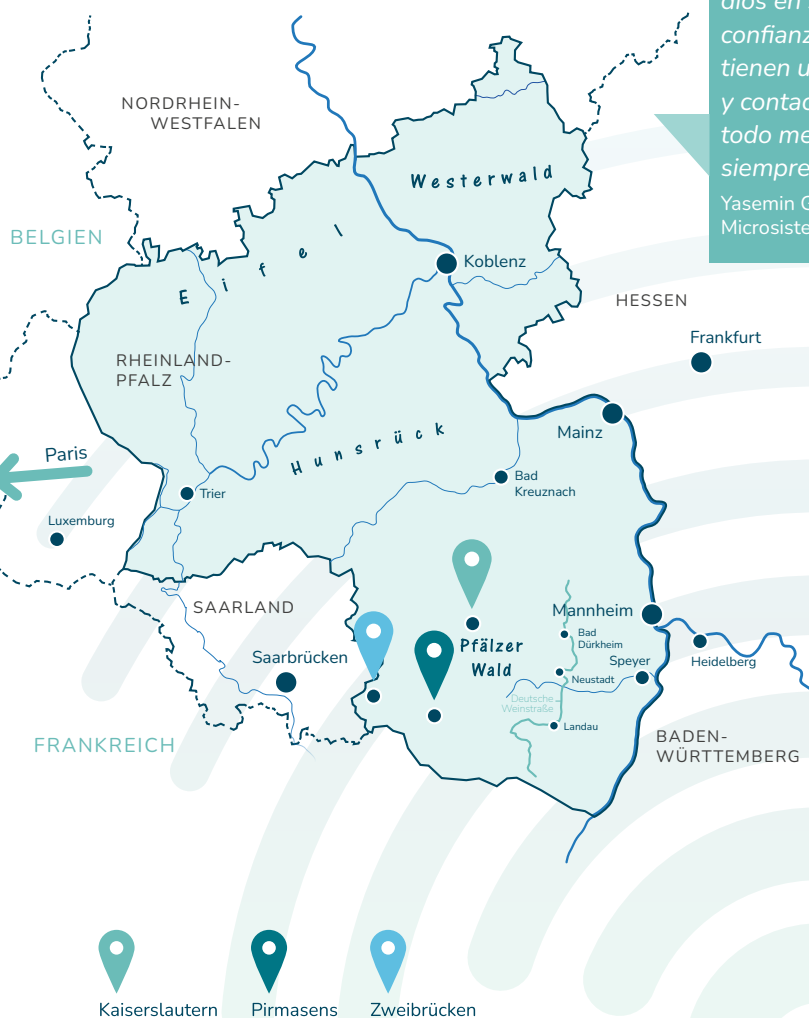 dios en
confianz
tienen u
y contac
todo me
siempre
Yasemin G
Microsiste
NORDRHEIN-
WESTFALEN
Westerwald
BELGIEN
Eifel
Koblenz
HESSEN
Frankfurt
RHEINLAND-
PFALZ
Mainz
Hunsrück
Paris
Bad
Kreuznach
Trier
Luxemburg
SAARLAND
Mannheim
Bad
Dürkheim
Pfälzer
Wald
Saarbrücken
Speyer
Heidelberg
Neustadt
Deutsche
Weinstraße
Landau
FRANKREICH
BADEN-
WÜRTTEMBERG
Kaiserslautern
Pirmasens
Zweibrücken